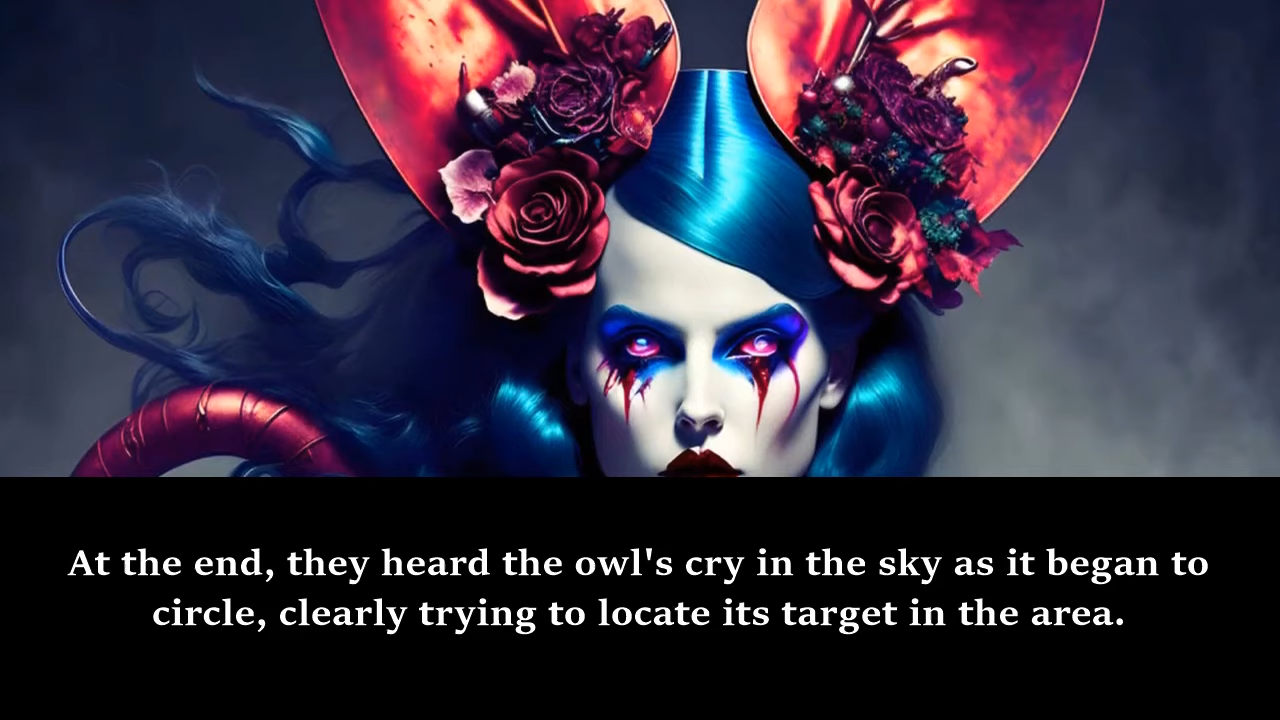 At the end, they heard the owl's cry in the sky as it began to
circle, clearly trying to locate its target in the area.